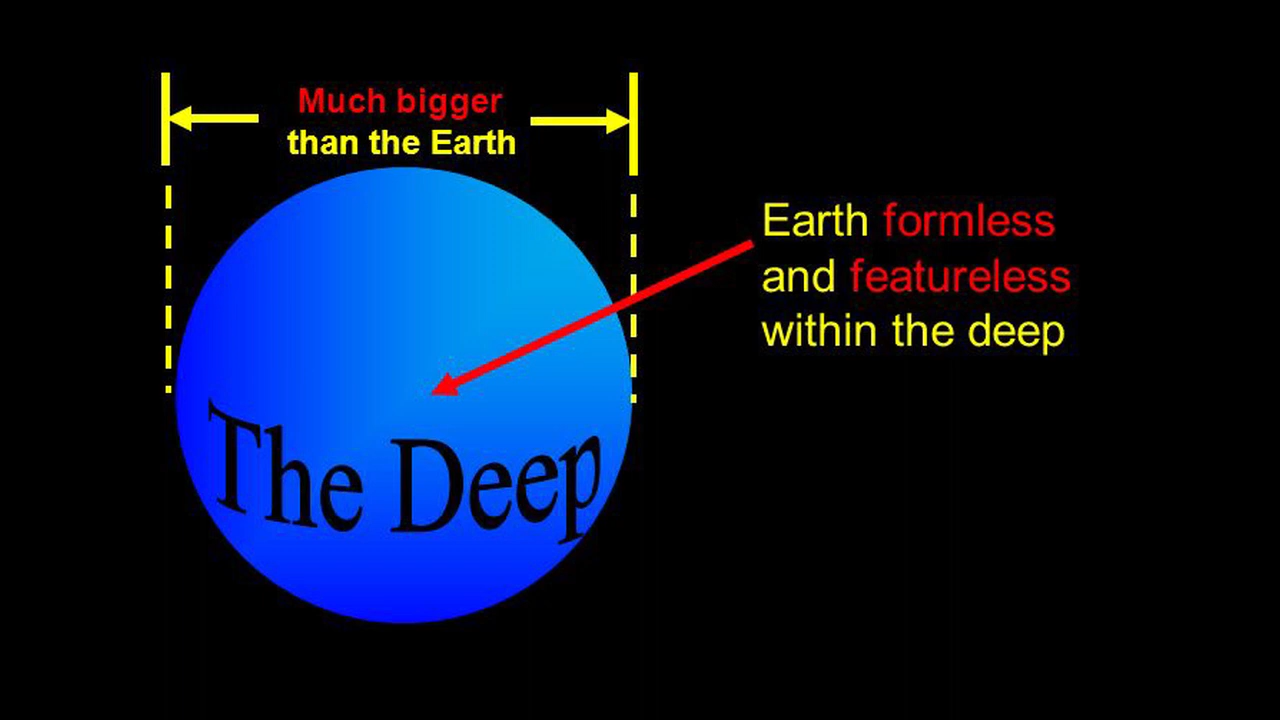 Much bigger
than the Earth
Earth formless
and featureless
within the deep
The Deep